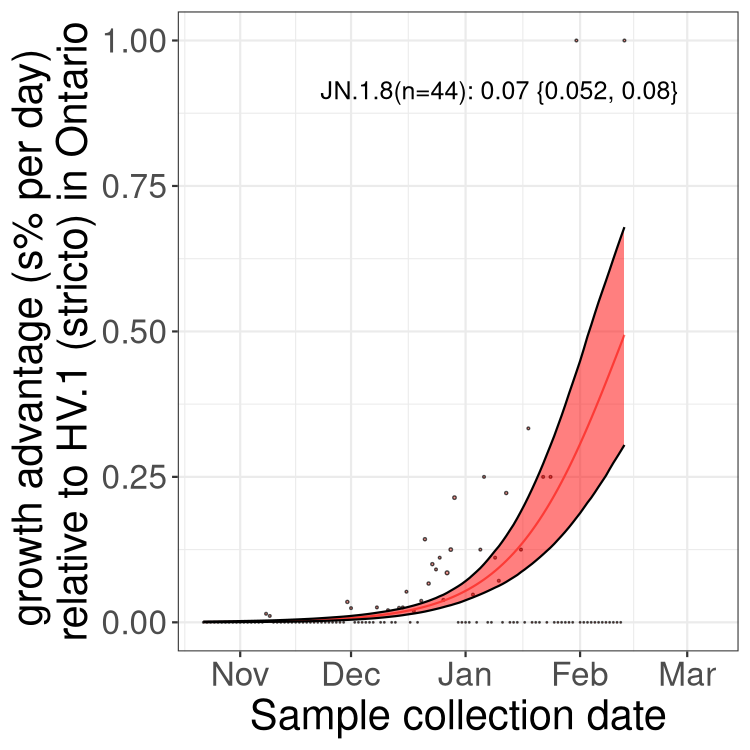 growth advantage (s% per day)
relative to HV.1 (stricto) in Ontario
1.00
0.75
0.50
0.25
0.00
JN.1.8(n=44): 0.07 {0.052, 0.08}
Nov Dec Jan Feb Mar
Sample collection date